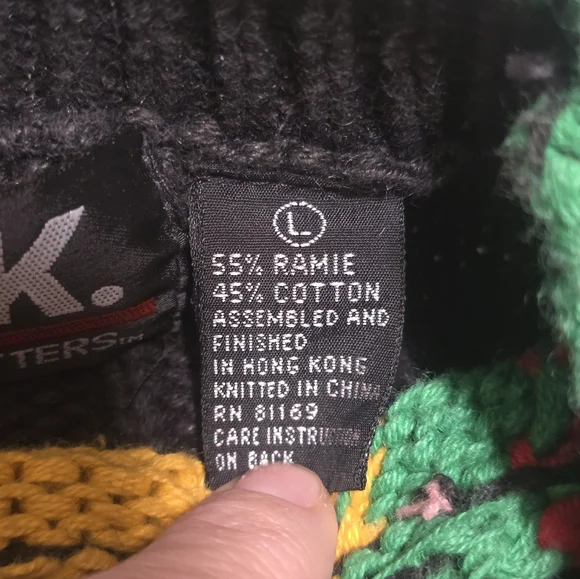 K.
TTERS™
L
55% RAMIE
45% COTTON
ASSEMBLED AND
FINISHED
IN HONG KONG
KNITTED IN CHINA
RN 81169
CARE INSTRUCTION
ON BACK